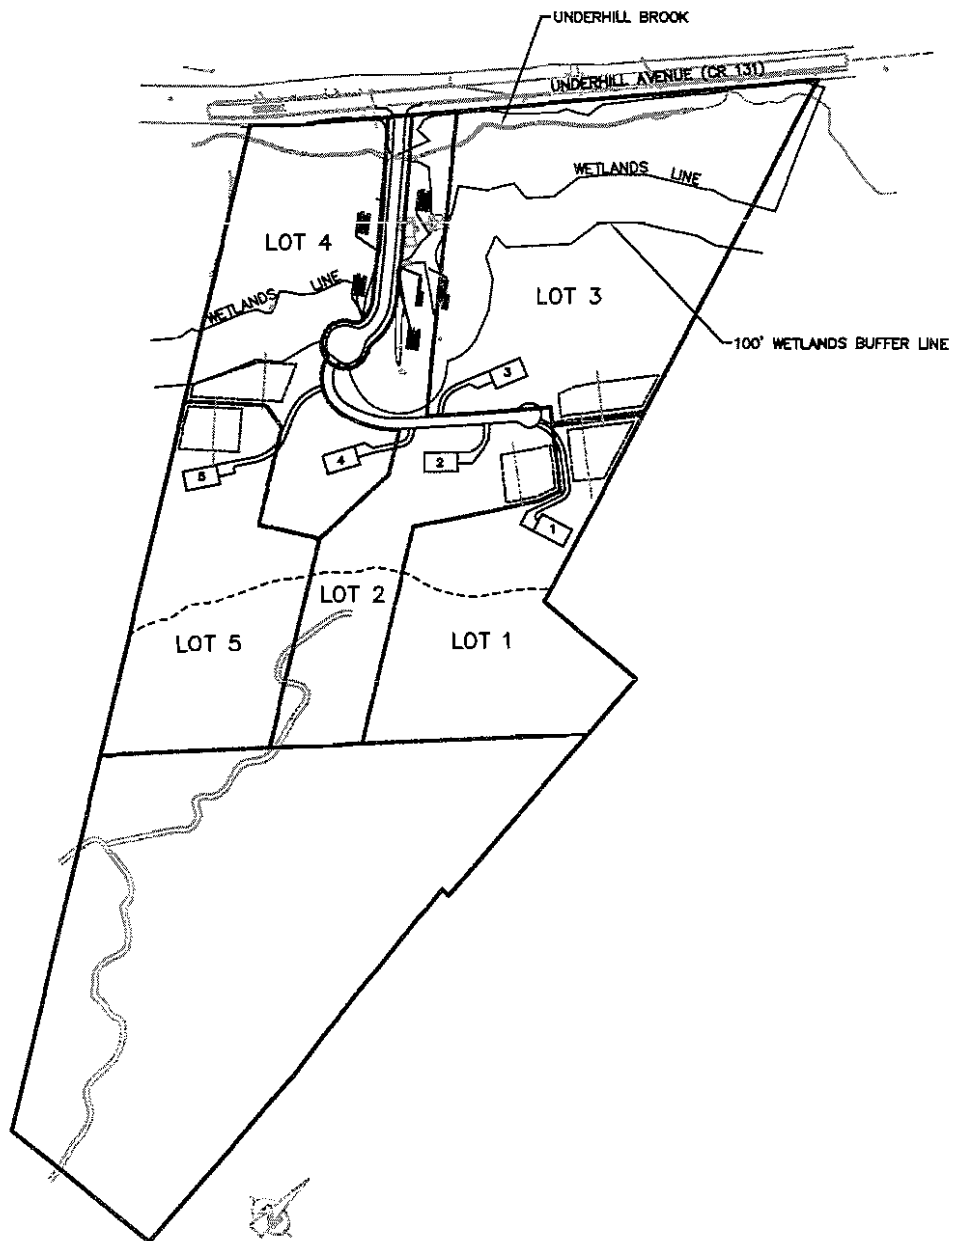 UNDERHILL BROOK
UNDERHILL AVENUE (CR 131)
WETLANDS LINE
LOT 4
WETLANDS LINE
LOT 3
100' WETLANDS BUFFER LINE
3
4
2
5
1
LOT 2
LOT 5
LOT 1